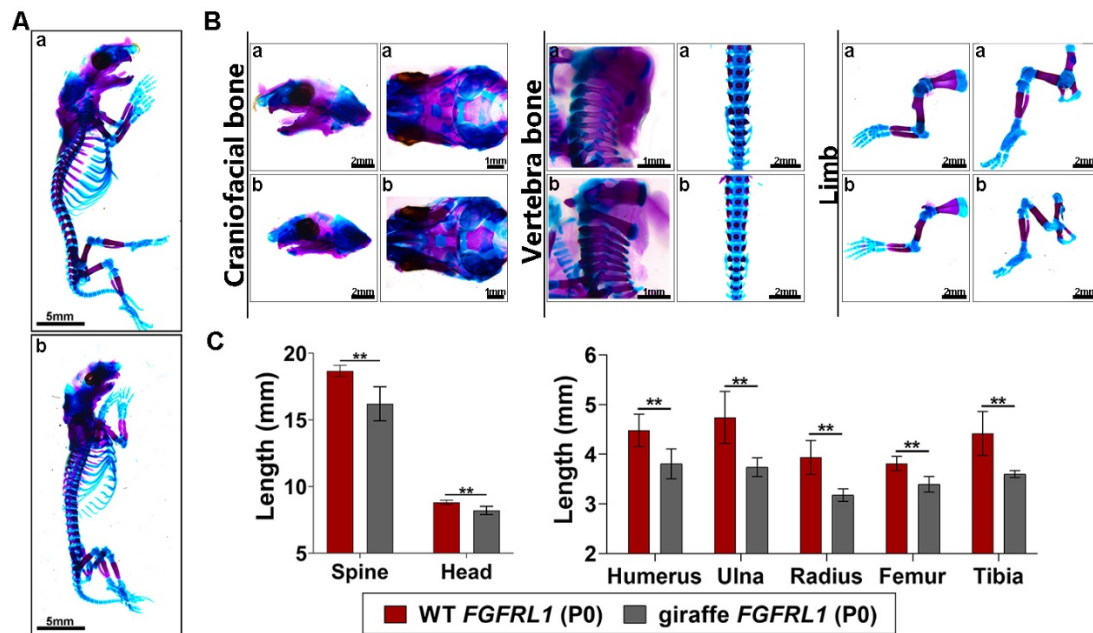 A
a
5mm
b
5mm
B
Craniofacial bone
a
2mm
a
1mm
b
2mm
b
1mm
Vertebra bone
a
1mm
a
2mm
b
1mm
b
2mm
Limb
a
2mm
a
2mm
b
2mm
b
2mm
C
Length (mm)
20
15
10
5
**
**
Spine Head
Length (mm)
6
5
4
3
2
**
**
**
**
**
Humerus Ulna Radius Femur Tibia
WT FGFRL1 (P0) giraffe FGFRL1 (P0)